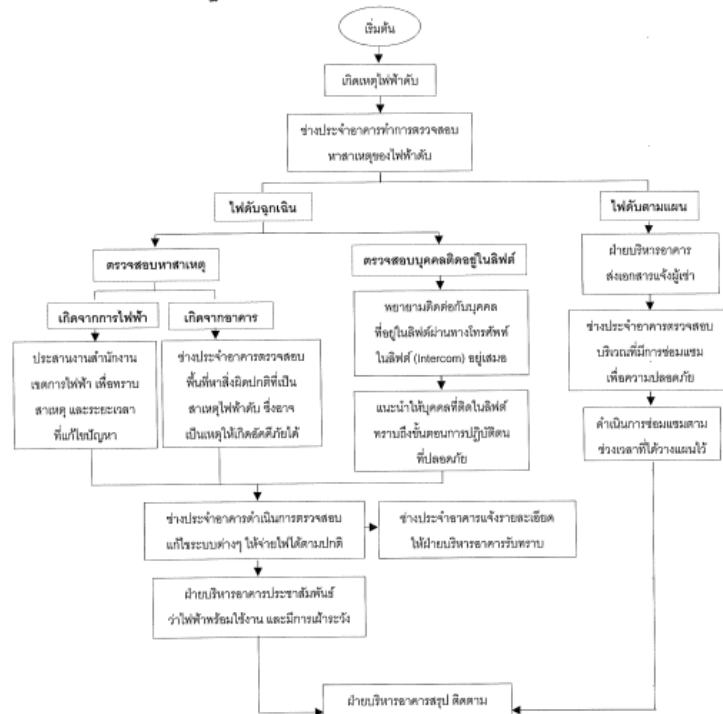 เริ่มต้น
เกิดเหตุไฟฟ้าดับ
ช่างประจำอาคารทำการตรวจสอบ
หาสาเหตุของไฟฟ้าดับ
ไฟดับฉุกเฉิน
ไฟดับตามแผน
ตรวจสอบหาสาเหตุ
ตรวจสอบบุคคลติดอยู่ในลิฟต์
ฝ่ายบริหารอาคาร
ส่งเอกสารแจ้งผู้เช่า
เกิดจากการไฟฟ้า
เกิดจากอาคาร
พยายามติดต่อกับบุคคล
ที่อยู่ในลิฟต์ผ่านทางโทรศัพท์
ในลิฟต์ (Intercom) อยู่เสมอ
ช่างประจำอาคารตรวจสอบ
บริเวณที่มีการซ่อมแซม
เพื่อความปลอดภัย
ประสานงานสำนักงาน
เขตการไฟฟ้า เพื่อทราบ
สาเหตุ และระยะเวลา
ที่แก้ไขปัญหา
ช่างประจำอาคารตรวจสอบ
พื้นที่หาสิ่งผิดปกติที่เป็น
สาเหตุไฟฟ้าดับ ซึ่งอาจ
เป็นเหตุให้เกิดอัคคีภัยได้
แนะนำให้บุคคลที่ติดในลิฟต์
ทราบถึงขั้นตอนการปฏิบัติตน
ที่ปลอดภัย
ดำเนินการซ่อมแซมตาม
ช่วงเวลาที่ได้วางแผนไว้
ช่างประจำอาคารดำเนินการตรวจสอบ
แก้ไขระบบต่างๆ ให้จ่ายไฟได้ตามปกติ
ช่างประจำอาคารแจ้งรายละเอียด
ให้ฝ่ายบริหารอาคารรับทราบ
ฝ่ายบริหารอาคารประชาสัมพันธ์
ว่าไฟฟ้าพร้อมใช้งาน และมีการเฝ้าระวัง
ฝ่ายบริหารอาคารสรุป ติดตาม